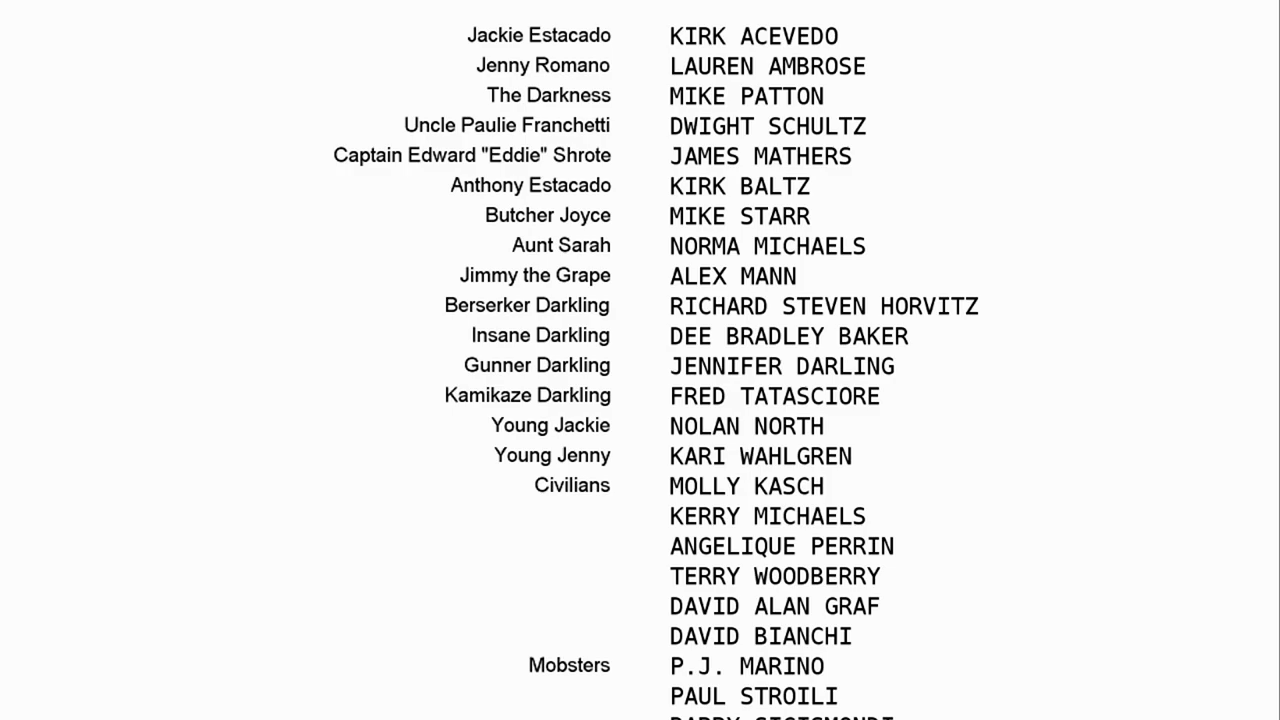 Jackie Estacado KIRK ACEVEDO
Jenny Romano LAUREN AMBROSE
The Darkness MIKE PATTON
Uncle Paulie Franchetti DWIGHT SCHULTZ
Captain Edward "Eddie" Shrote JAMES MATHERS
Anthony Estacado KIRK BALTZ
Butcher Joyce MIKE STARR
Aunt Sarah NORMA MICHAELS
Jimmy the Grape ALEX MANN
Berserker Darkling RICHARD STEVEN HORVITZ
Insane Darkling DEE BRADLEY BAKER
Gunner Darkling JENNIFER DARLING
Kamikaze Darkling FRED TATASCIORE
Young Jackie NOLAN NORTH
Young Jenny KARI WAHLGREN
Civilians MOLLY KASCH
KERRY MICHAELS
ANGELIQUE PERRIN
TERRY WOODBERRY
DAVID ALAN GRAF
DAVID BIANCHI
Mobsters P.J. MARINO
PAUL STROILI